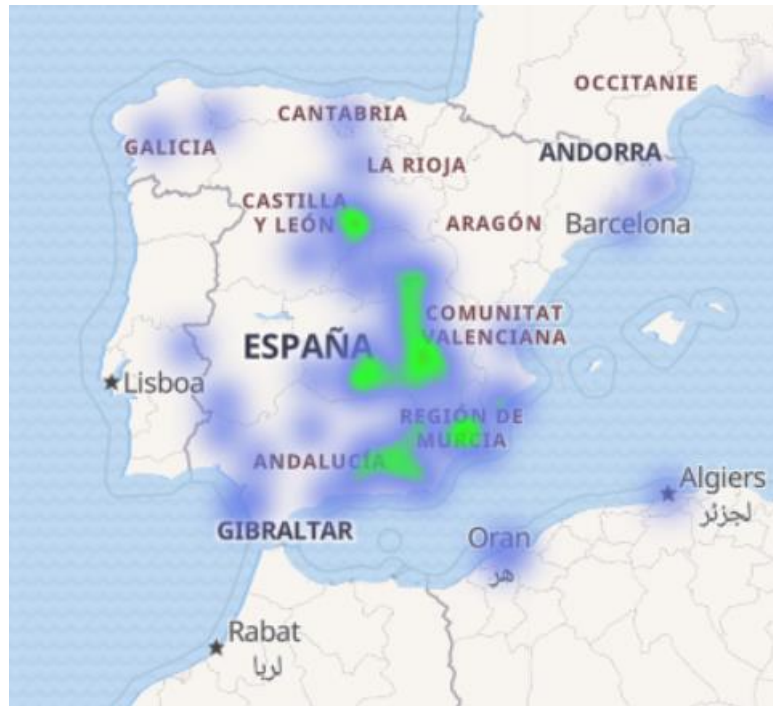 OCCITANIE
CANTABRIA
GALICIA
LA RIOJA
ANDORRA
CASTILLA
Y LEÓN
ARAGÓN
Barcelona
COMUNITAT
VALENCIANA
ESPAÑA
Lisboa
REGIÓN DE
MURCIA
ANDALUCÍA
Algiers
لجزئر
GIBRALTAR
Oran
هر
Rabat
لربا